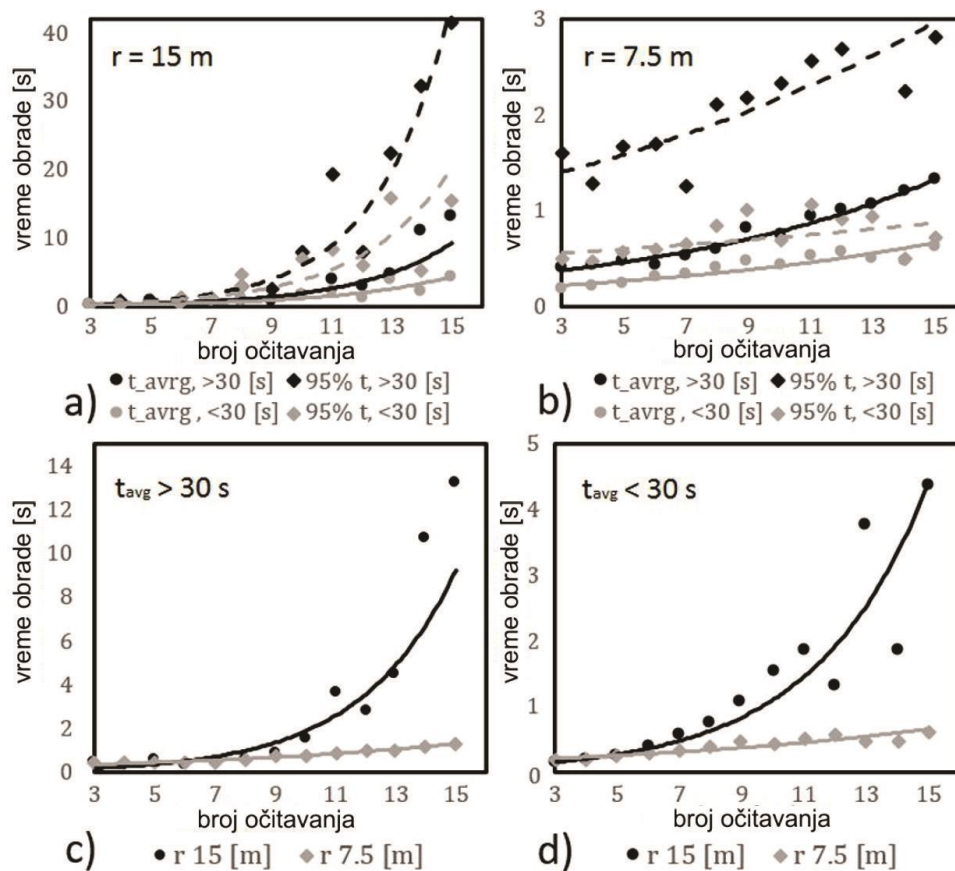 r = 15 m
vreme obrade [s]
40
30
20
10
0
3 5 7 9 11 13 15
broj očitavanja
t_avrg, >30 [s] 95% t, >30 [s]
t_avrg , <30 [s] 95% t, <30 [s]
a)
r = 7.5 m
vreme obrade [s]
3
2
1
0
3 5 7 9 11 13 15
broj očitavanja
t_avrg, >30 [s] 95% t, >30 [s]
t_avrg, <30 [s] 95% t, <30 [s]
b)
tavg > 30 s
vreme obrade [s]
14
12
10
8
6
4
2
0
3 5 7 9 11 13 15
broj očitavanja
c)
r 15 [m] r 7.5 [m]
tavg < 30 s
vreme obrade [s]
5
4
3
2
1
0
3 5 7 9 11 13 15
broj očitavanja
d)
r 15 [m] r 7.5 [m]